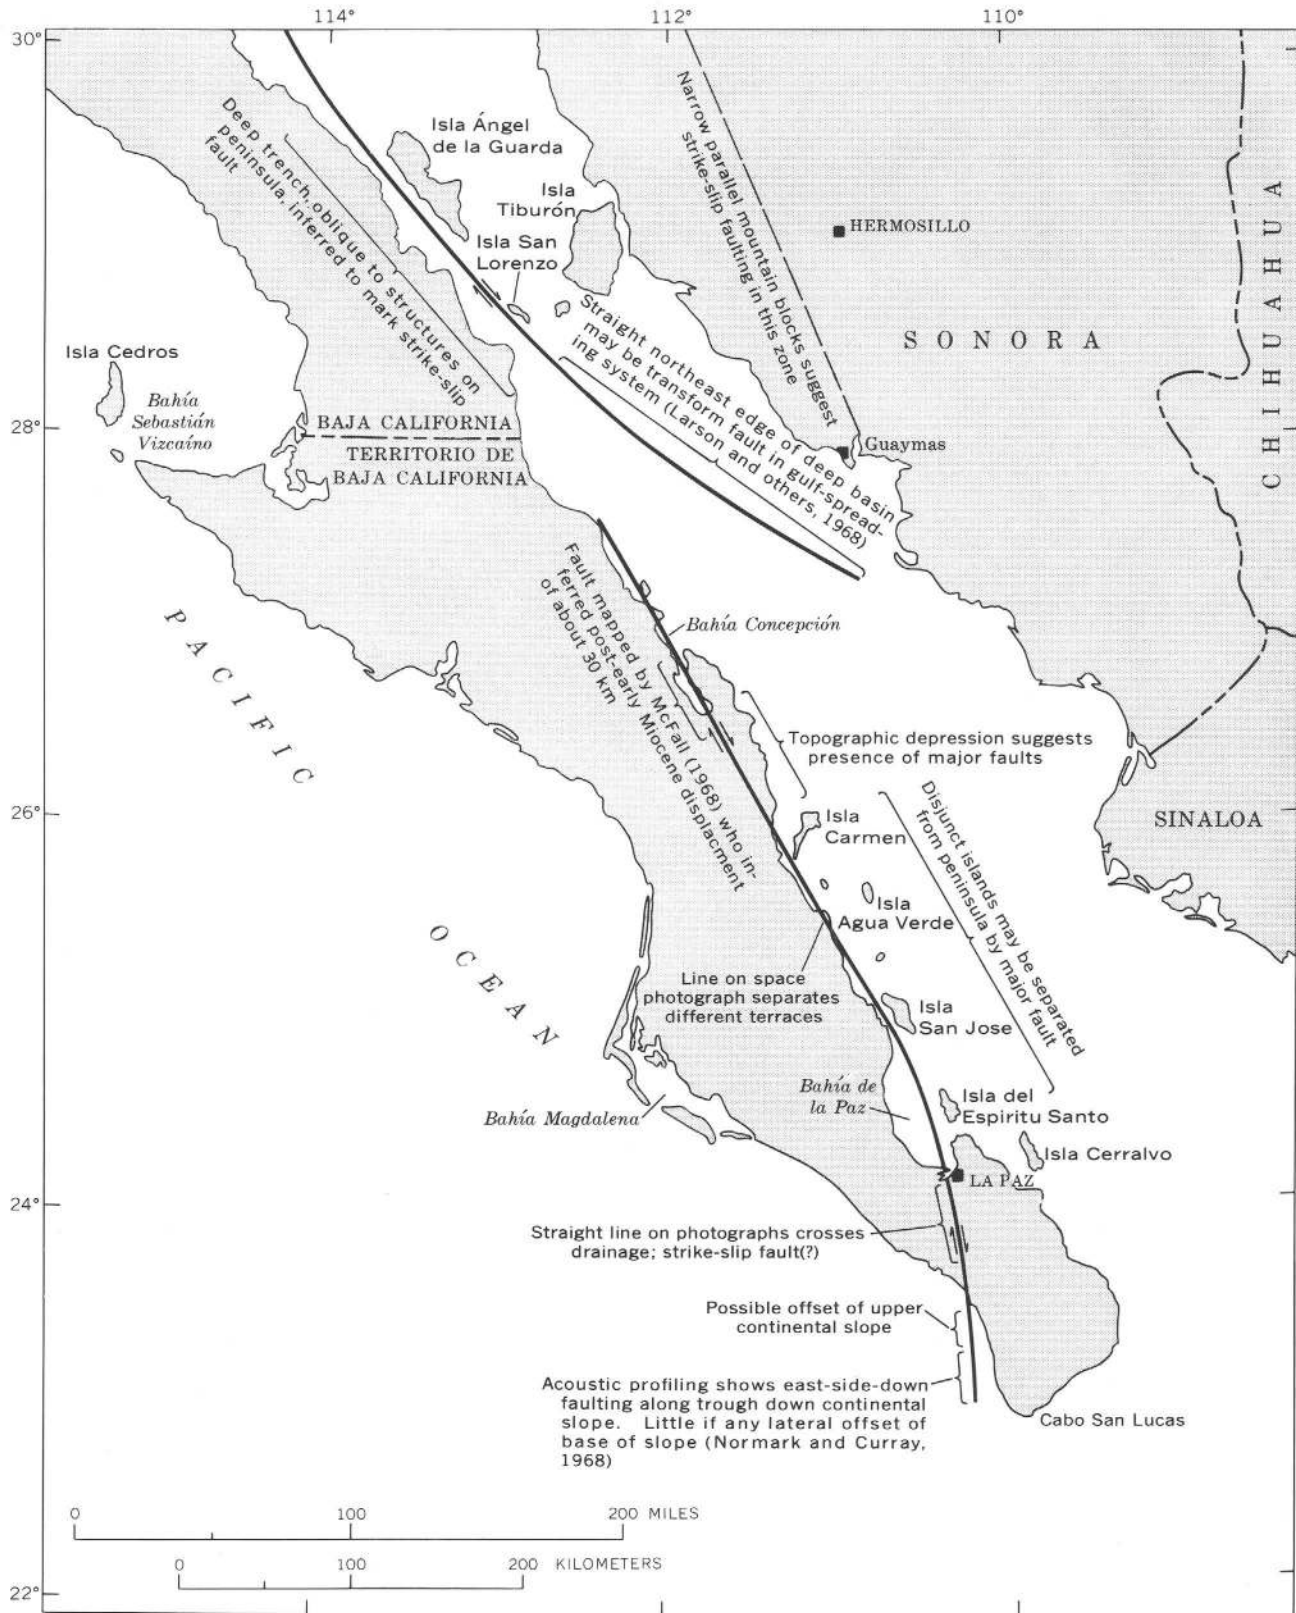 114°
112°
110°
30°
Isla Ángel
de la Guarda
Isla
Tiburón
Isla San
Lorenzo
Deep trench, oblique to structures on
peninsula, inferred to mark strike-slip
fault
Narrow parallel mountain blocks suggest
strike-slip faulting in this zone
HERMOSILLO
SONORA
CHIHUAHUA
Straight northeast edge of deep basin
may be transform fault in gulf-spread-
ing system (Larson and others, 1968)
Isla Cedros
Bahía
Sebastián
Vizcaíno
28°
BAJA CALIFORNIA
TERRITORIO DE
BAJA CALIFORNIA
Guaymas
Fault mapped by McFall (1968) who in-
ferred post-early Miocene displacment
of about 30 km
Bahía Concepción
PACIFIC
OCEAN
Topographic depression suggests
presence of major faults
26°
Isla
Carmen
SINALOA
Disjunct islands may be separated
from peninsula by major fault
Isla
Agua Verde
Line on space
photograph separates
different terraces
Isla
San Jose
Bahía de
la Paz
Isla del
Espiritu Santo
Bahía Magdalena
Isla Cerralvo
LA PAZ
24°
Straight line on photographs crosses
drainage; strike-slip fault(?)
Possible offset of upper
continental slope
Acoustic profiling shows east-side-down
faulting along trough down continental
slope. Little if any lateral offset of
base of slope (Normark and Curray,
1968)
Cabo San Lucas
0 100 200 MILES
0 100 200 KILOMETERS
22°